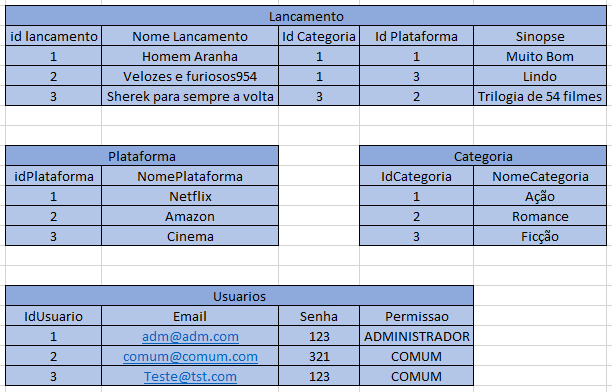 Lancamento
id lancamento Nome Lancamento Id Categoria Id Plataforma Sinopse
1 Homem Aranha 1 1 Muito Bom
2 Velozes e furiosos954 1 3 Lindo
3 Sherek para sempre a volta 3 2 Trilogia de 54 filmes
Plataforma Categoria
idPlataforma NomePlataforma IdCategoria NomeCategoria
1 Netflix 1 Ação
2 Amazon 2 Romance
3 Cinema 3 Ficção
Usuarios
IdUsuario Email Senha Permissao
1 adm@adm.com 123 ADMINISTRADOR
2 comum@comum.com 321 COMUM
3 Teste@tst.com 123 COMUM